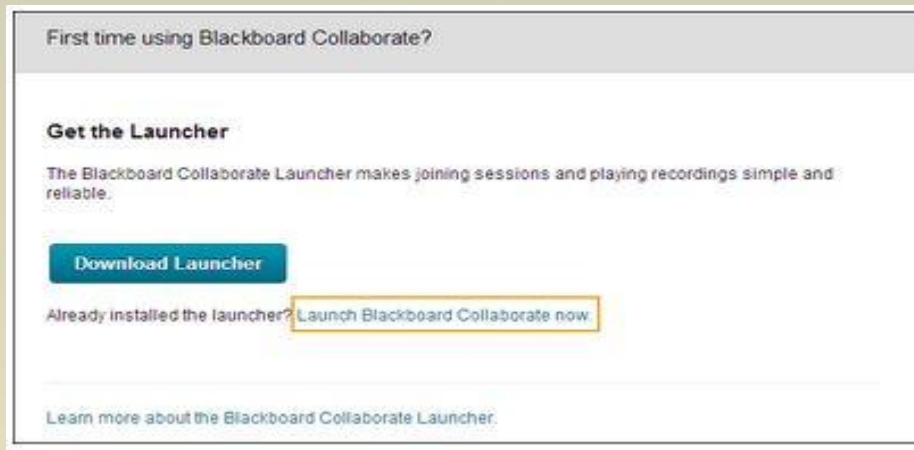 First time using Blackboard Collaborate?
Get the Launcher
The Blackboard Collaborate Launcher makes joining sessions and playing recordings simple and
reliable.
Download Launcher
Already installed the launcher? Launch Blackboard Collaborate now.
Learn more about the Blackboard Collaborate Launcher.